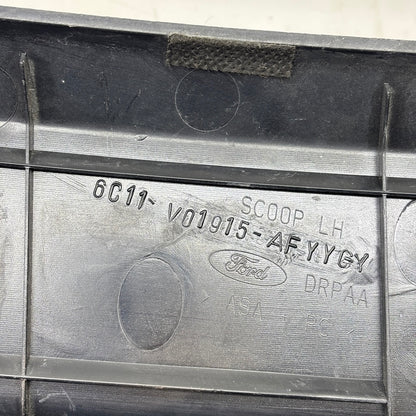 SCOOP LH
6C11-V01915-AFYYGY
Ford
DRPAA